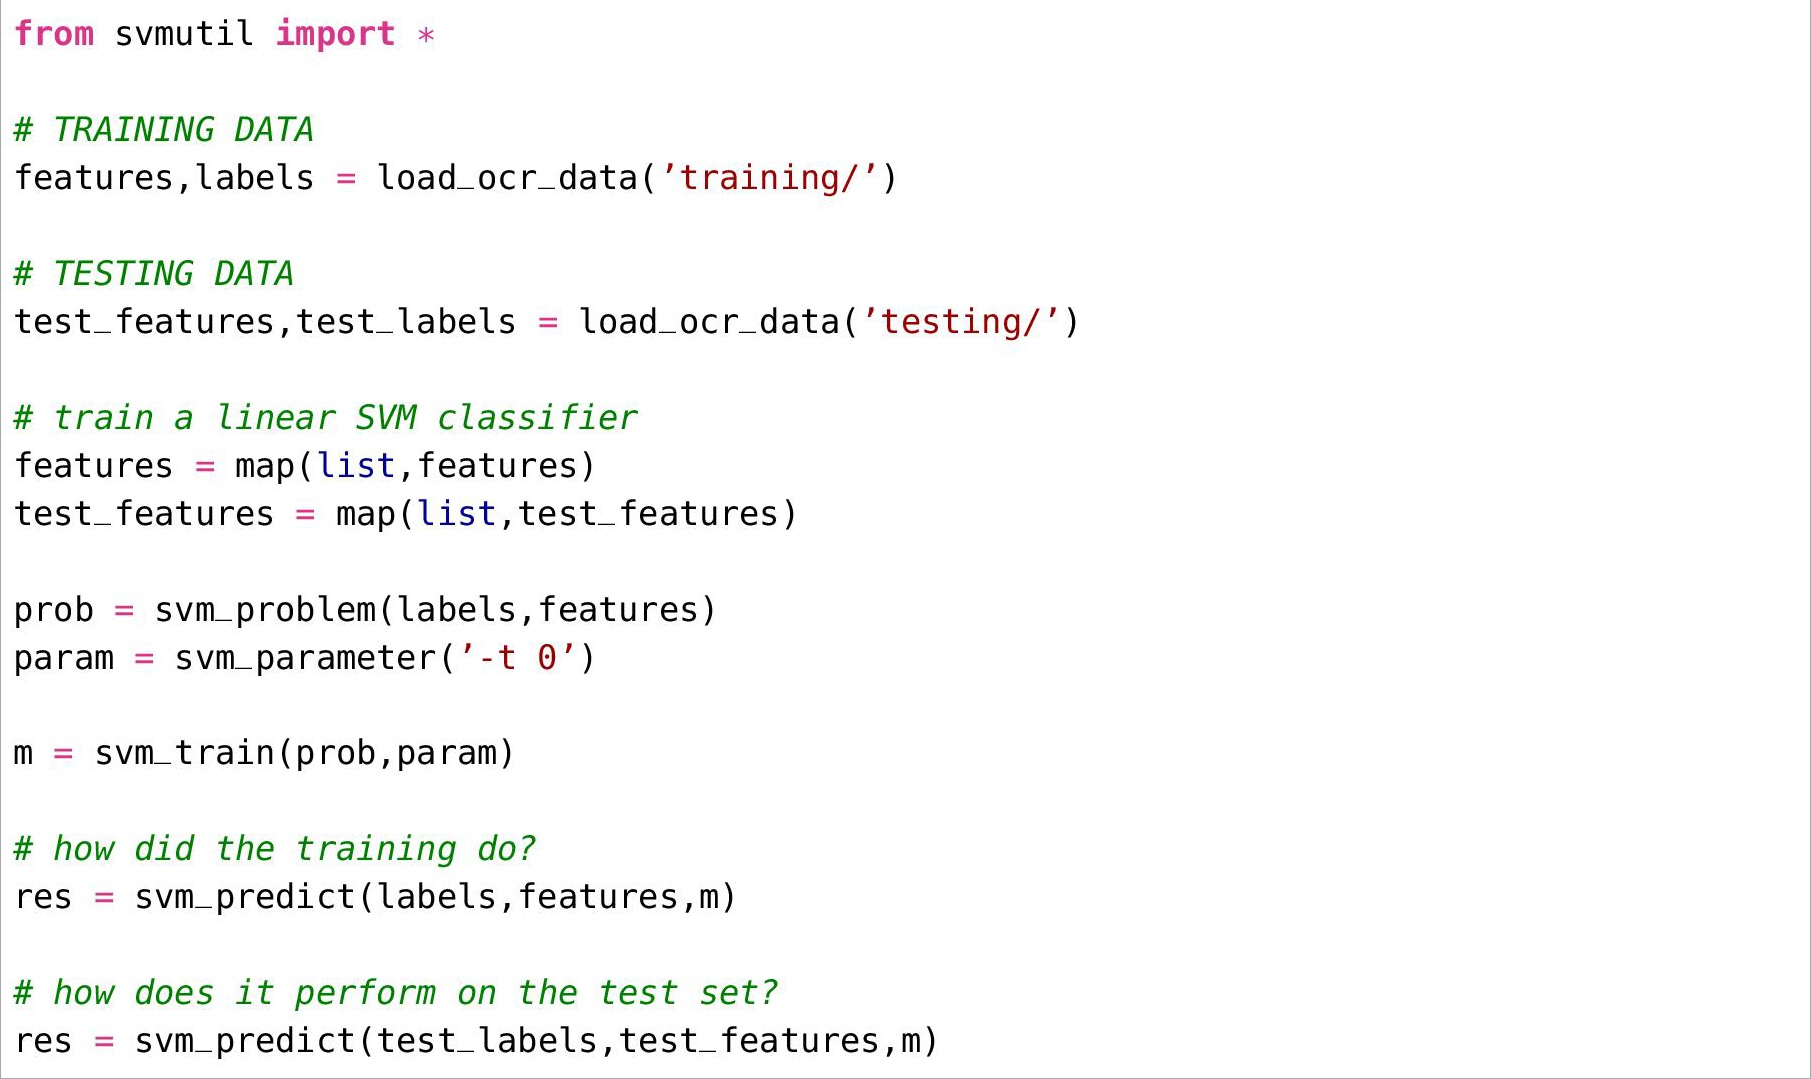 from svmutil import *
# TRAINING DATA
features,labels = load_ocr_data(’training/’)
# TESTING DATA
test_features,test_labels = load_ocr_data(’testing/’)
# train a linear SVM classifier
features = map(list,features)
test_features = map(list,test_features)
prob = svm_problem(labels,features)
param = svm_parameter(’-t 0’)
m = svm_train(prob,param)
# how did the training do?
res = svm_predict(labels,features,m)
# how does it perform on the test set?
res = svm_predict(test_labels,test_features,m)